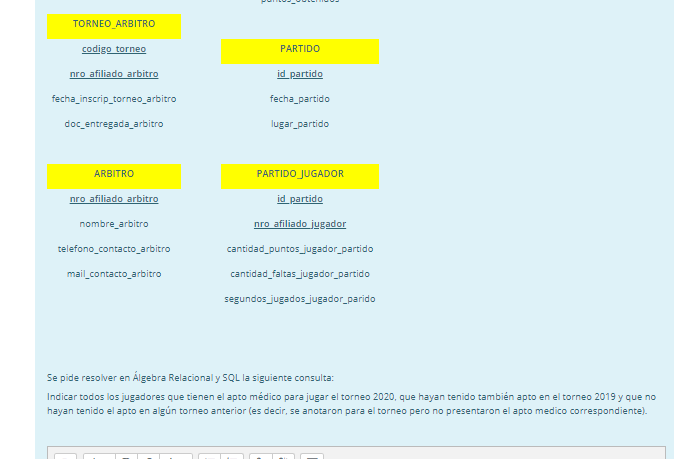 puntos_obtenidos
TORNEO_ARBITRO
codigo_torneo
nro_afiliado_arbitro
fecha_inscrip_torneo_arbitro
doc_entregada_arbitro
PARTIDO
id_partido
fecha_partido
lugar_partido
ARBITRO
nro_afiliado_arbitro
nombre_arbitro
telefono_contacto_arbitro
mail_contacto_arbitro
PARTIDO_JUGADOR
id_partido
nro_afiliado_jugador
cantidad_puntos_jugador_partido
cantidad_faltas_jugador_partido
segundos_jugados_jugador_parido
Se pide resolver en Álgebra Relacional y SQL la siguiente consulta:
Indicar todos los jugadores que tienen el apto médico para jugar el torneo 2020, que hayan tenido también apto en el torneo 2019 y que no
hayan tenido el apto en algún torneo anterior (es decir, se anotaron para el torneo pero no presentaron el apto medico correspondiente).